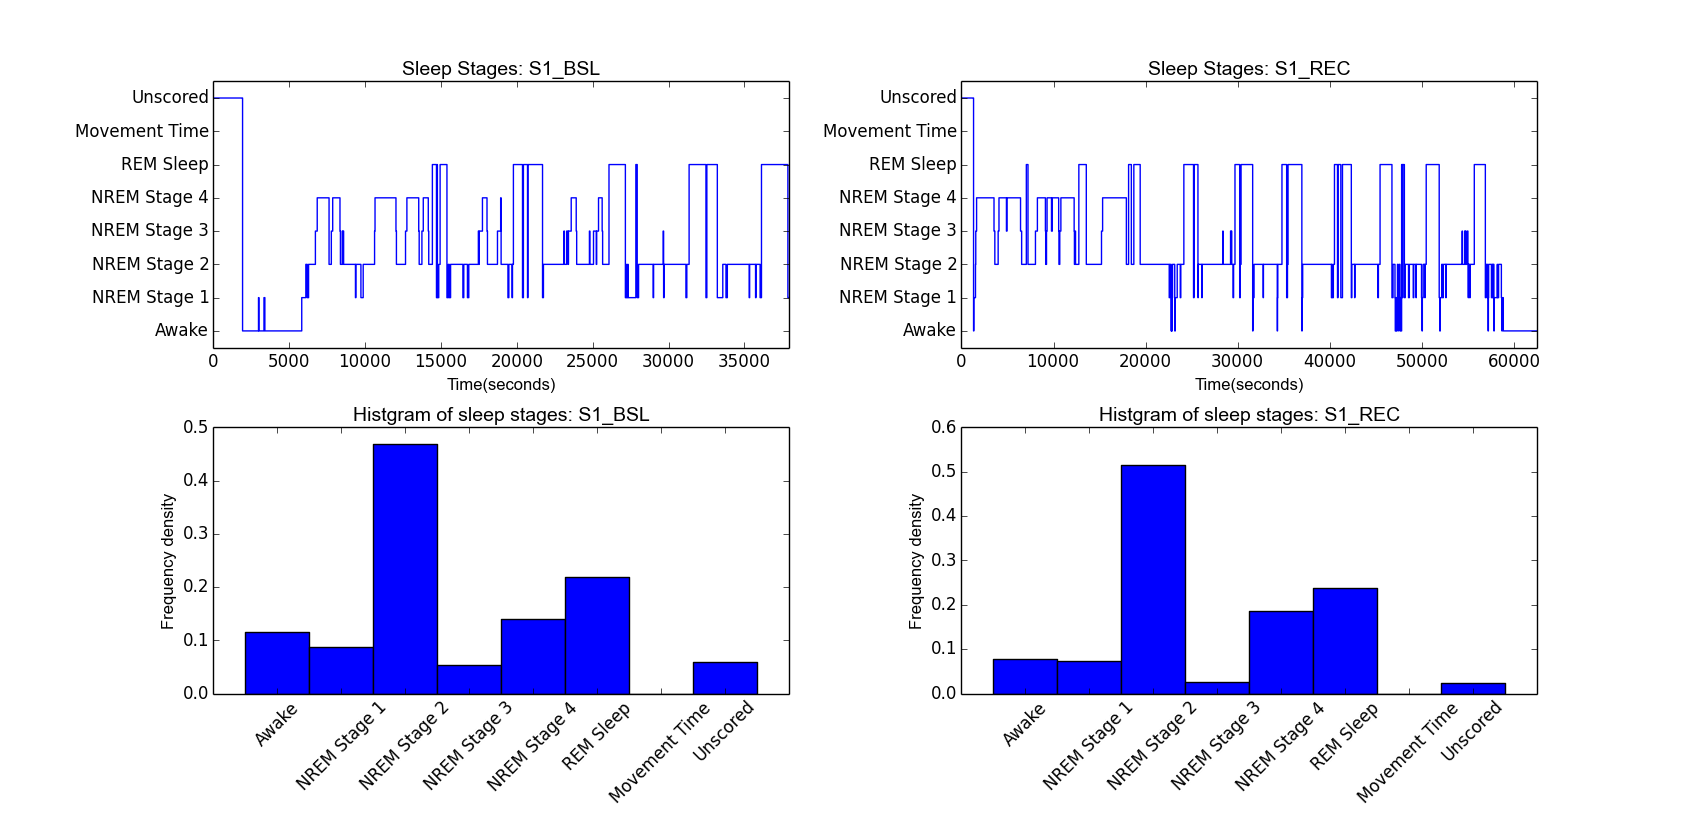 Sleep Stages: S1_BSL
Unscored
Movement Time
REM Sleep
NREM Stage 4
NREM Stage 3
NREM Stage 2
NREM Stage 1
Awake
0 5000 10000 15000 20000 25000 30000 35000
Time(seconds)
Sleep Stages: S1_REC
Unscored
Movement Time
REM Sleep
NREM Stage 4
NREM Stage 3
NREM Stage 2
NREM Stage 1
Awake
0 10000 20000 30000 40000 50000 60000
Time(seconds)
Histgram of sleep stages: S1_BSL
Frequency density
0.5
0.4
0.3
0.2
0.1
0.0
Awake
NREM Stage 1
NREM Stage 2
NREM Stage 3
NREM Stage 4
REM Sleep
Movement Time
Unscored
Histgram of sleep stages: S1_REC
Frequency density
0.6
0.5
0.4
0.3
0.2
0.1
0.0
Awake
NREM Stage 1
NREM Stage 2
NREM Stage 3
NREM Stage 4
REM Sleep
Movement Time
Unscored